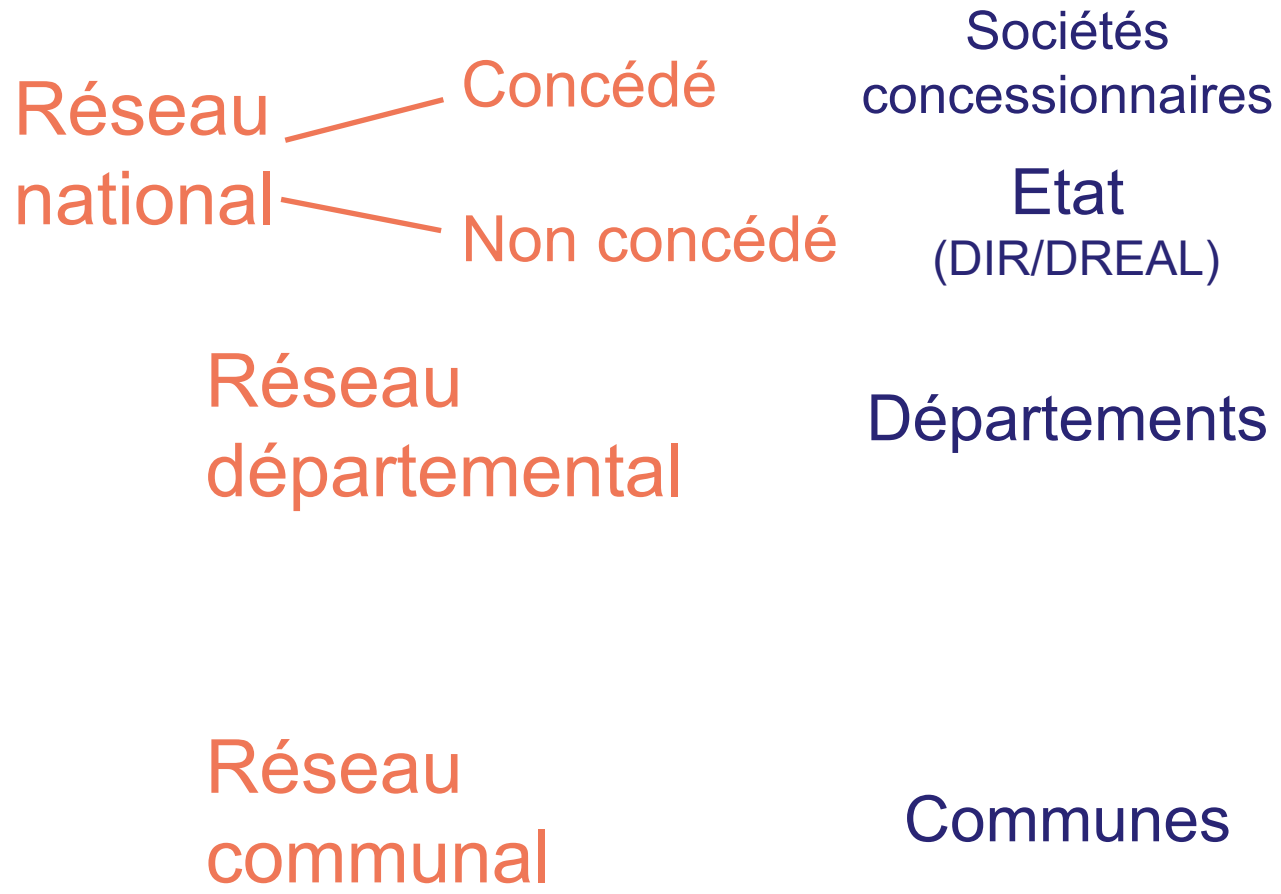 Réseau
national
Concédé
Sociétés
concessionnaires
Non concédé
Etat
(DIR/DREAL)
Réseau
départemental
Départements
Réseau
communal
Communes